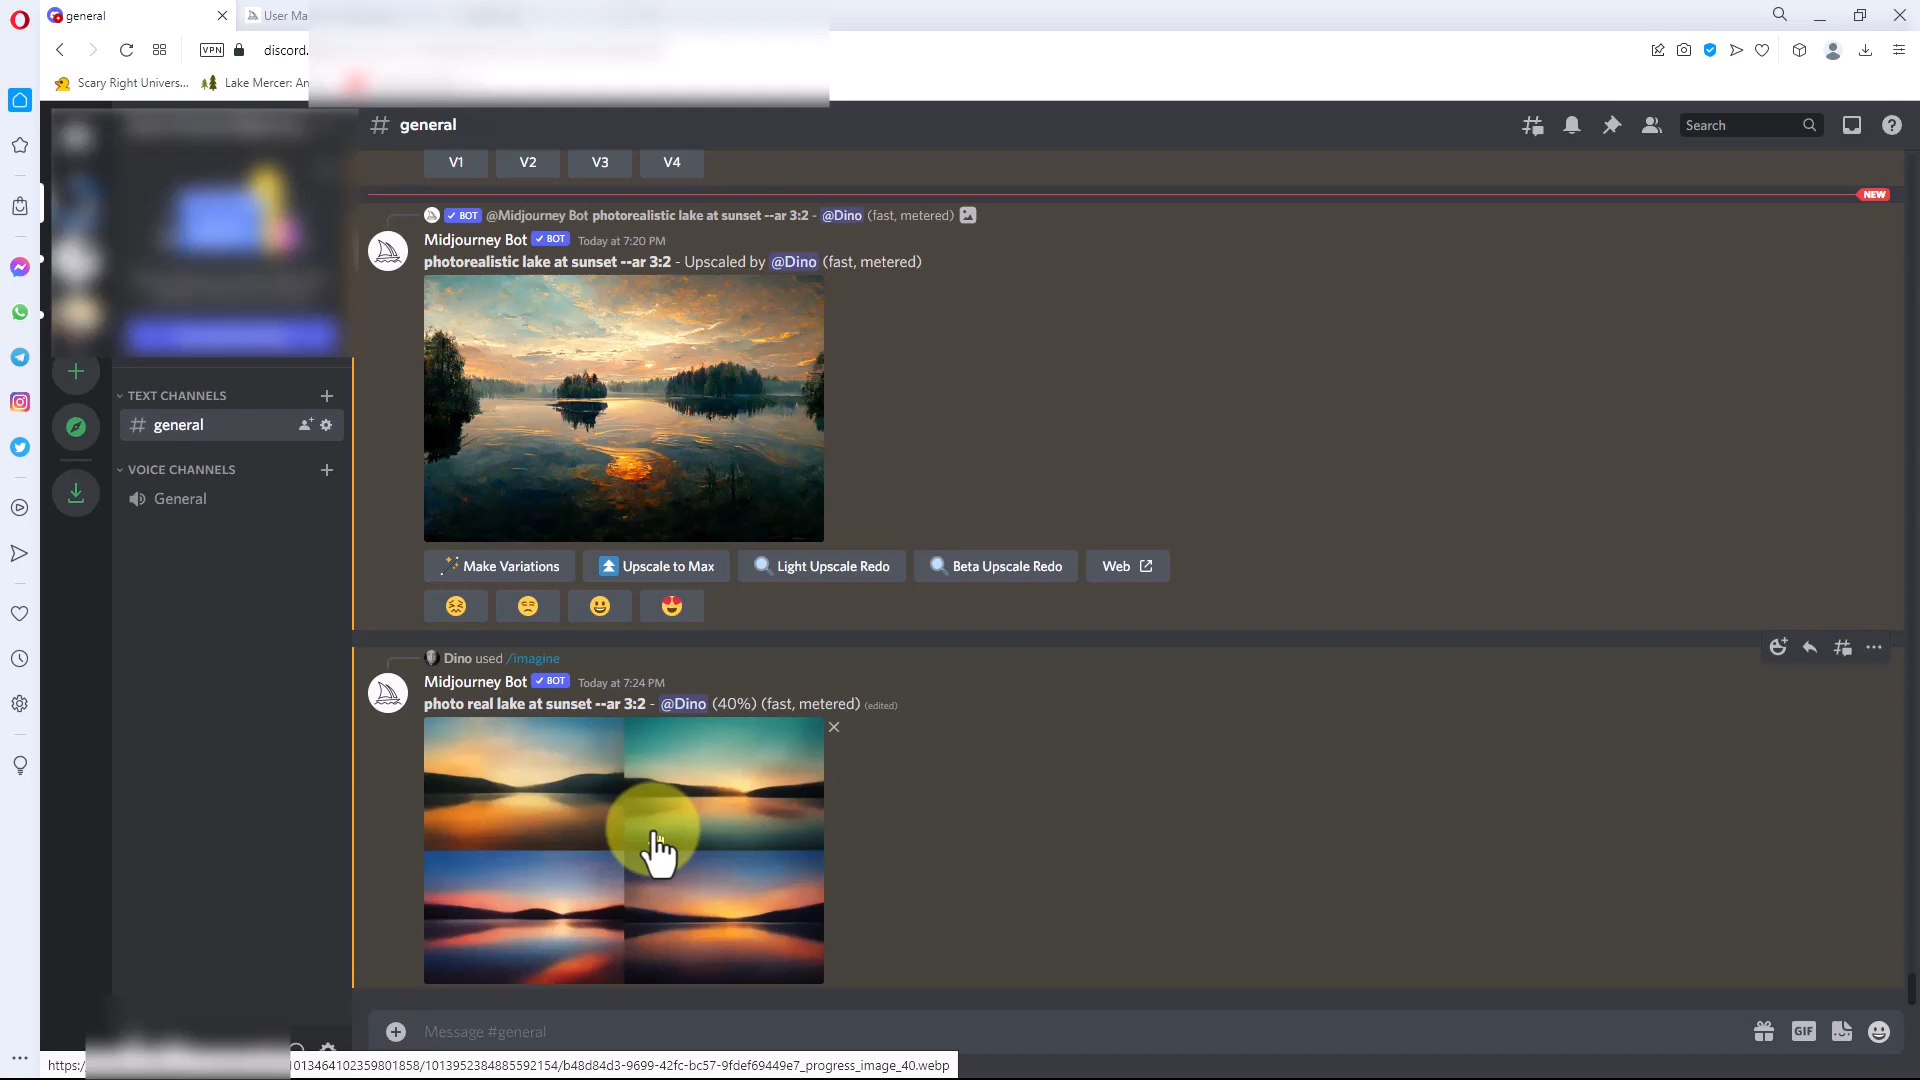 general
User Ma
VPN
discord.
Scary Right Univers...
Lake Mercer: An
general
Search
V1
V2
V3
V4
NEW
BOT @Midjourney Bot photorealistic lake at sunset --ar 3:2 - @Dino (fast, metered)
Midjourney Bot BOT Today at 7:20 PM
photorealistic lake at sunset --ar 3:2 - Upscaled by @Dino (fast, metered)
TEXT CHANNELS
general
VOICE CHANNELS
General
Make Variations
Upscale to Max
Light Upscale Redo
Beta Upscale Redo
Web
Dino used /imagine
Midjourney Bot BOT Today at 7:24 PM
photo real lake at sunset --ar 3:2 - @Dino (40%) (fast, metered) (edited)
Message #general
GIF
https:/
1013464102359801858/1013952384885592154/b48d84d3-9699-42fc-bc57-9fdef69449e7_progress_image_40.webp